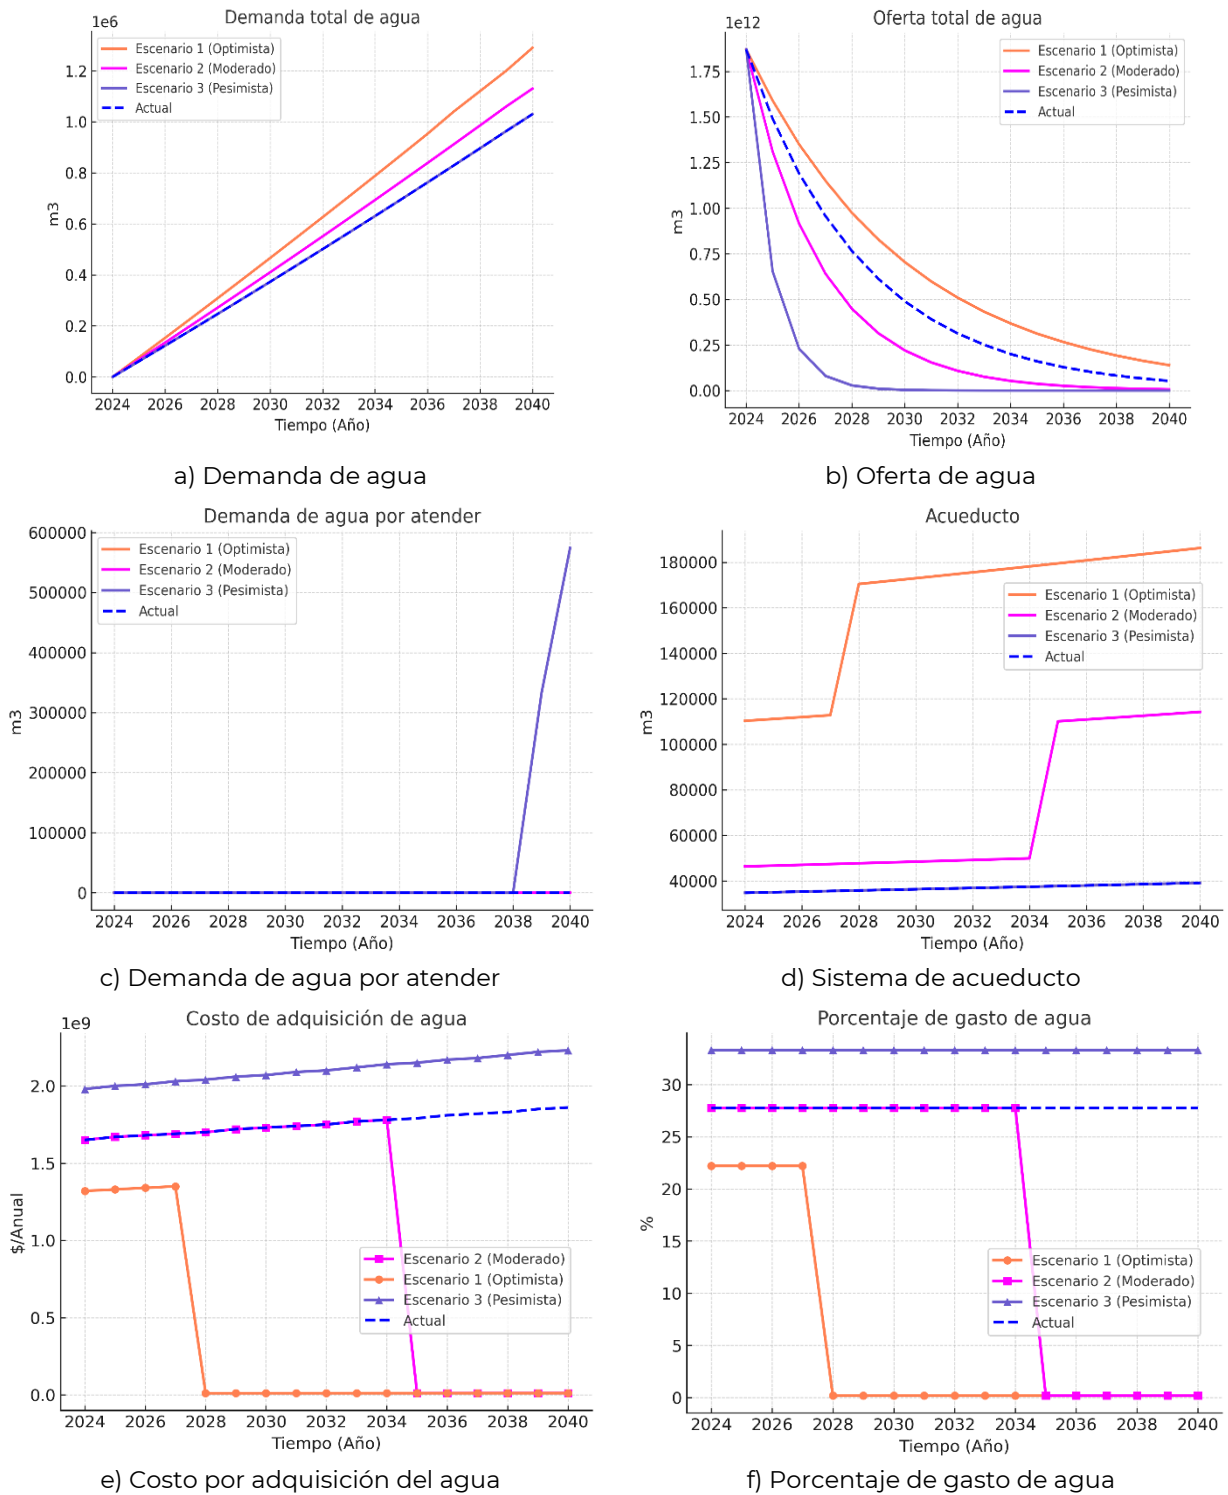 Demanda total de agua
1e6
Escenario 1 (Optimista)
Escenario 2 (Moderado)
Escenario 3 (Pesimista)
Actual
1.2
1.0
0.8
0.6
0.4
0.2
0.0
m3
2024 2026 2028 2030 2032 2034 2036 2038 2040
Tiempo (Año)
a) Demanda de agua
Oferta total de agua
1e12
Escenario 1 (Optimista)
Escenario 2 (Moderado)
Escenario 3 (Pesimista)
Actual
1.75
1.50
1.25
1.00
0.75
0.50
0.25
0.00
m3
2024 2026 2028 2030 2032 2034 2036 2038 2040
Tiempo (Año)
b) Oferta de agua
Demanda de agua por atender
Escenario 1 (Optimista)
Escenario 2 (Moderado)
Escenario 3 (Pesimista)
Actual
600000
500000
400000
300000
200000
100000
0
m3
2024 2026 2028 2030 2032 2034 2036 2038 2040
Tiempo (Año)
c) Demanda de agua por atender
Acueducto
180000
160000
140000
120000
100000
80000
60000
40000
m3
Escenario 1 (Optimista)
Escenario 2 (Moderado)
Escenario 3 (Pesimista)
Actual
2024 2026 2028 2030 2032 2034 2036 2038 2040
Tiempo (Año)
d) Sistema de acueducto
Costo de adquisición de agua
1e9
2.0
1.5
1.0
0.5
0.0
$/Anual
Escenario 2 (Moderado)
Escenario 1 (Optimista)
Escenario 3 (Pesimista)
Actual
2024 2026 2028 2030 2032 2034 2036 2038 2040
Tiempo (Año)
e) Costo por adquisición del agua
Porcentaje de gasto de agua
30
25
20
15
10
5
0
%
Escenario 1 (Optimista)
Escenario 2 (Moderado)
Escenario 3 (Pesimista)
Actual
2024 2026 2028 2030 2032 2034 2036 2038 2040
Tiempo (Año)
f) Porcentaje de gasto de agua